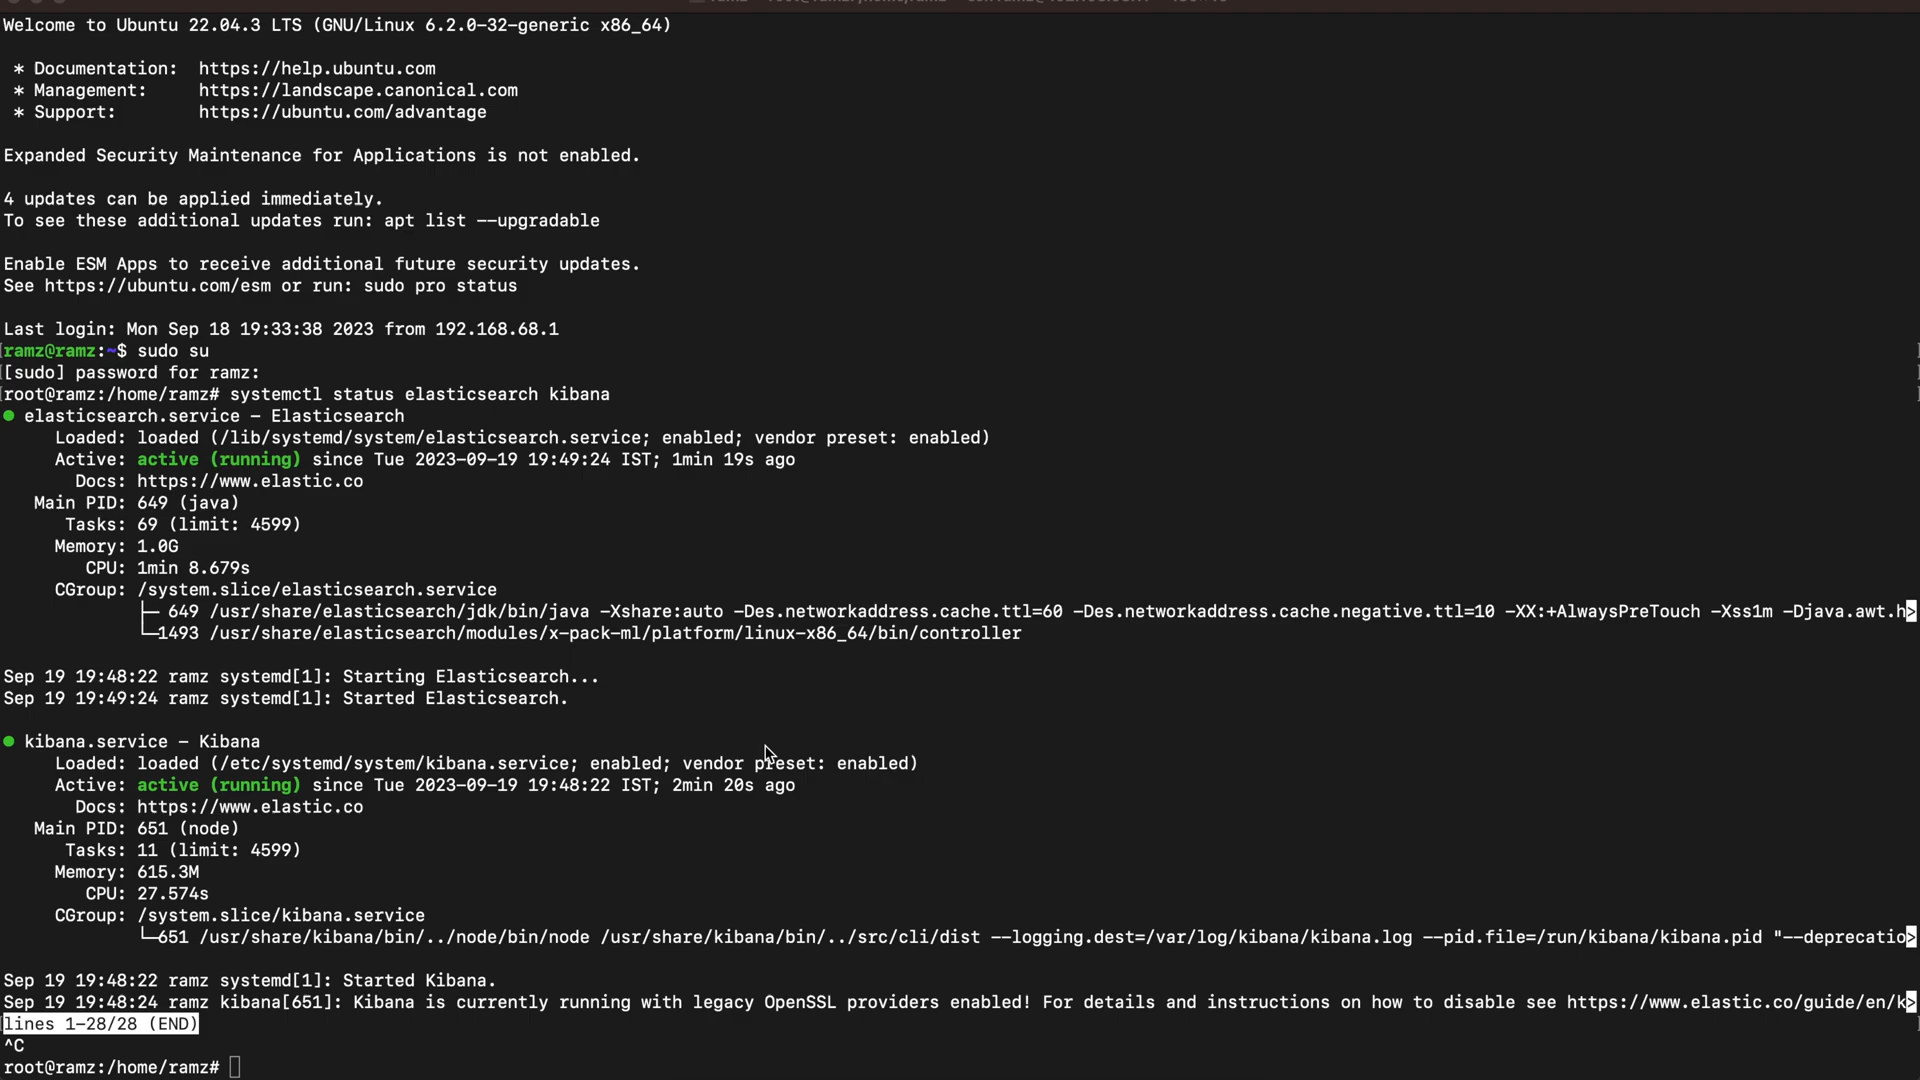 Welcome to Ubuntu 22.04.3 LTS (GNU/Linux 6.2.0-32-generic x86_64)
* Documentation:  https://help.ubuntu.com
* Management:     https://landscape.canonical.com
* Support:        https://ubuntu.com/advantage
Expanded Security Maintenance for Applications is not enabled.
4 updates can be applied immediately.
To see these additional updates run: apt list --upgradable
Enable ESM Apps to receive additional future security updates.
See https://ubuntu.com/esm or run: sudo pro status
Last login: Mon Sep 18 19:33:38 2023 from 192.168.68.1
[ramz@ramz:~$ sudo su ]
[[sudo] password for ramz: ]
[root@ramz:/home/ramz# systemctl status elasticsearch kibana ]
● elasticsearch.service - Elasticsearch
Loaded: loaded (/lib/systemd/system/elasticsearch.service; enabled; vendor preset: enabled)
Active: active (running) since Tue 2023-09-19 19:49:24 IST; 1min 19s ago
Docs: https://www.elastic.co
Main PID: 649 (java)
Tasks: 69 (limit: 4599)
Memory: 1.0G
CPU: 1min 8.679s
CGroup: /system.slice/elasticsearch.service
├─ 649 /usr/share/elasticsearch/jdk/bin/java -Xshare:auto -Des.networkaddress.cache.ttl=60 -Des.networkaddress.cache.negative.ttl=10 -XX:+AlwaysPreTouch -Xss1m -Djava.awt.h>
└─1493 /usr/share/elasticsearch/modules/x-pack-ml/platform/linux-x86_64/bin/controller
Sep 19 19:48:22 ramz systemd[1]: Starting Elasticsearch...
Sep 19 19:49:24 ramz systemd[1]: Started Elasticsearch.
● kibana.service - Kibana
Loaded: loaded (/etc/systemd/system/kibana.service; enabled; vendor preset: enabled)
Active: active (running) since Tue 2023-09-19 19:48:22 IST; 2min 20s ago
Docs: https://www.elastic.co
Main PID: 651 (node)
Tasks: 11 (limit: 4599)
Memory: 615.3M
CPU: 27.574s
CGroup: /system.slice/kibana.service
└─651 /usr/share/kibana/bin/../node/bin/node /usr/share/kibana/bin/../src/cli/dist --logging.dest=/var/log/kibana/kibana.log --pid.file=/run/kibana/kibana.pid "--deprecatio>
Sep 19 19:48:22 ramz systemd[1]: Started Kibana.
Sep 19 19:48:24 ramz kibana[651]: Kibana is currently running with legacy OpenSSL providers enabled! For details and instructions on how to disable see https://www.elastic.co/guide/en/k>
[lines 1-28/28 (END) ]
^C
root@ramz:/home/ramz#